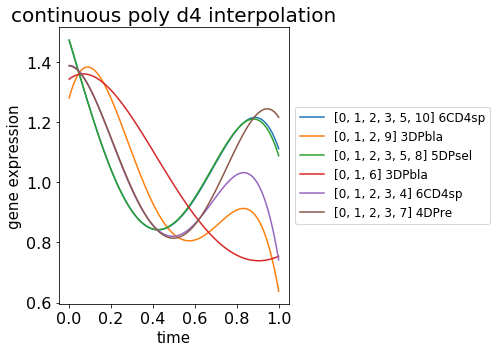 continuous poly d4 interpolation
gene expression
1.4
1.2
1.0
0.8
0.6
0.0 0.2 0.4 0.6 0.8 1.0
time
[0, 1, 2, 3, 5, 10] 6CD4sp
[0, 1, 2, 9] 3DPbla
[0, 1, 2, 3, 5, 8] 5DPsel
[0, 1, 6] 3DPbla
[0, 1, 2, 3, 4] 6CD4sp
[0, 1, 2, 3, 7] 4DPre